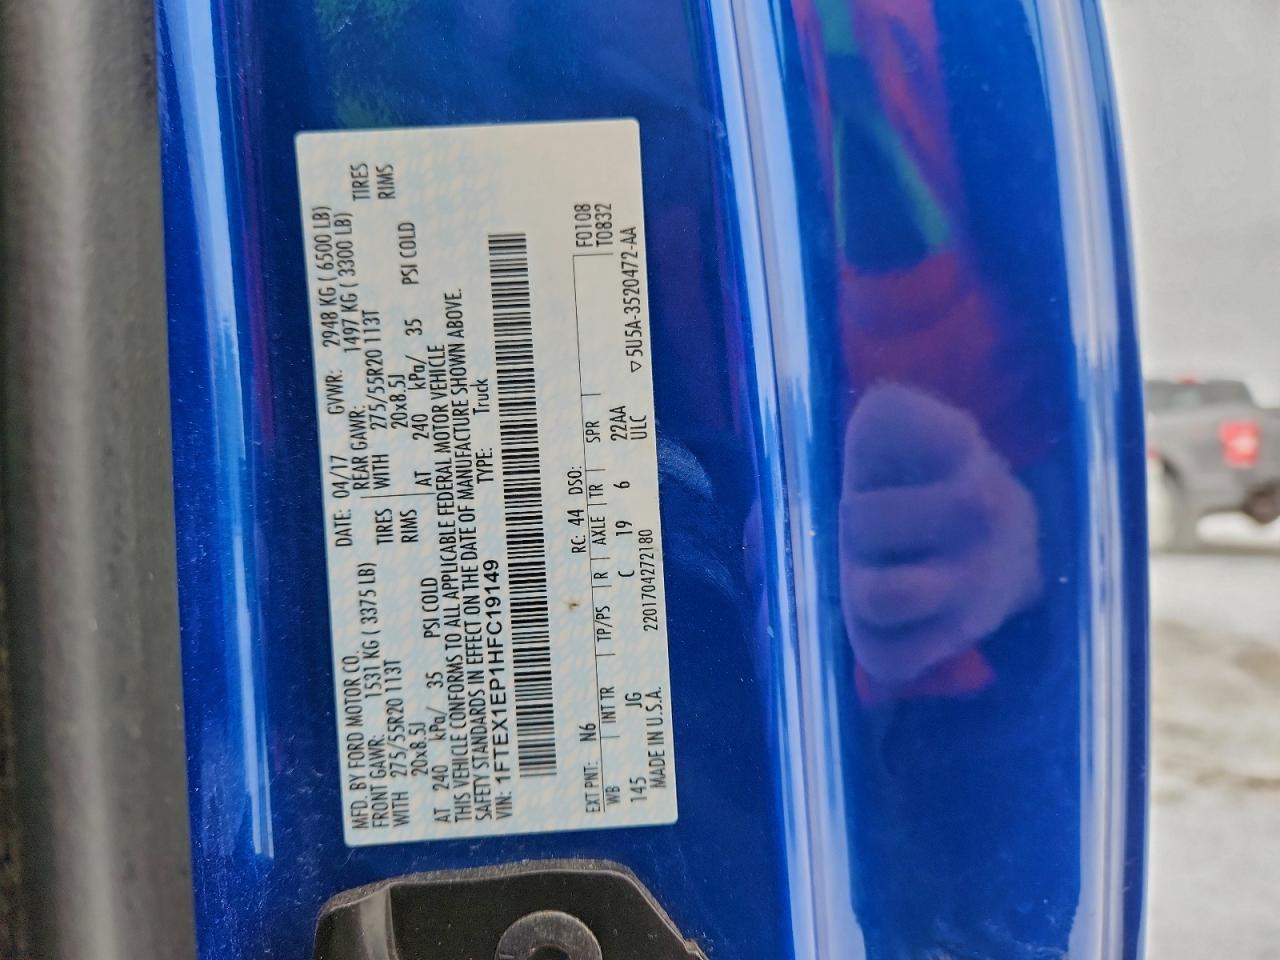 MFD. BY FORD MOTOR CO.
DATE: 04/17 GVWR: 2948 KG ( 6500 LB)
FRONT GAWR: 1531 KG ( 3375 LB)
REAR GAWR: 1497 KG ( 3300 LB)
WITH 275/55R20 113T TIRES
WITH 275/55R20 113T TIRES
20x8.5J RIMS
20x8.5J RIMS
AT 240 kPa/ 35 PSI COLD
AT 240 kPa/ 35 PSI COLD
THIS VEHICLE CONFORMS TO ALL APPLICABLE FEDERAL MOTOR VEHICLE
SAFETY STANDARDS IN EFFECT ON THE DATE OF MANUFACTURE SHOWN ABOVE.
VIN: 1FTEX1EP1HFC19149 TYPE: Truck
EXT PNT: N6 RC: 44 DSO: F0108
WB INT TR TP/PS R AXLE TR SPR T0832
145 JG C 19 6 22AA
MADE IN U.S.A. 2201704272180 ULC ▽5U5A-3520472-AA